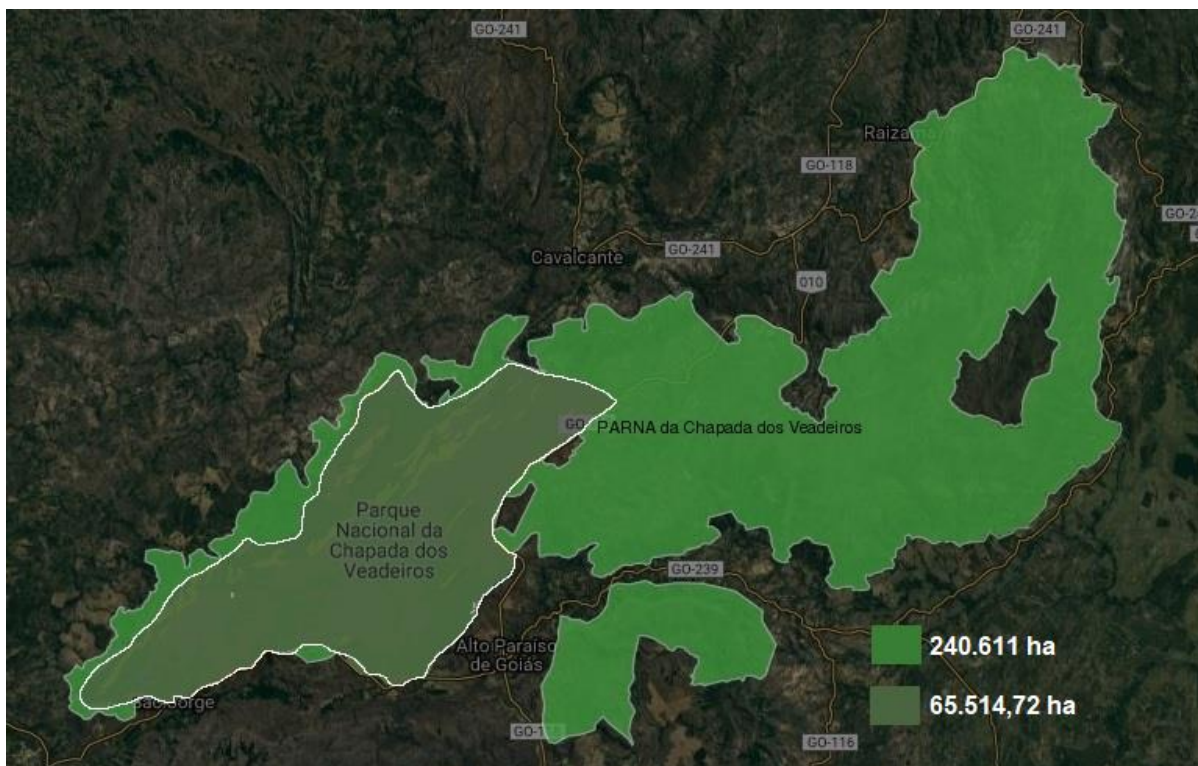 GO-241
GO-241
Raizama
GO-118
Cavalcante
GO-241
010
GO
PARNA da Chapada dos Veadeiros
Parque
Nacional da
Chapada dos
Veadeiros
GO-239
Alto Paraíso
de Goiás
240.611 ha
65.514,72 ha
Jorge
GO-116